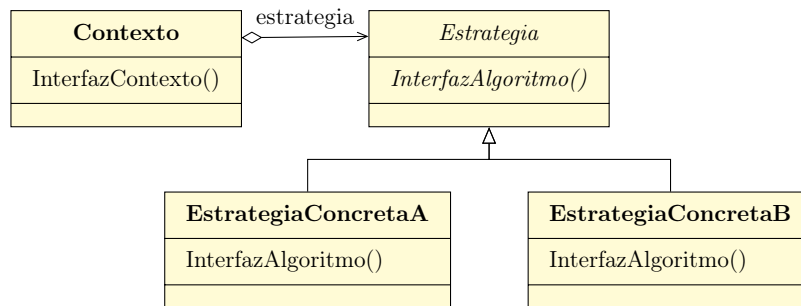 estrategia
Contexto
InterfazContexto()
Estrategia
InterfazAlgoritmo()
EstrategiaConcretaA
InterfazAlgoritmo()
EstrategiaConcretaB
InterfazAlgoritmo()